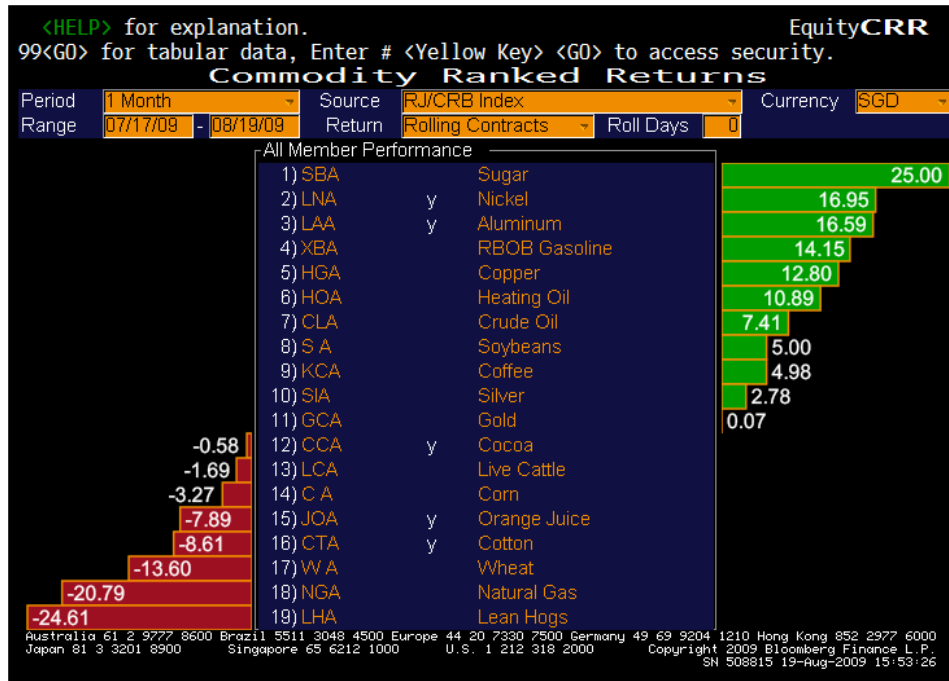 <HELP> for explanation. EquityCRR
99<GO> for tabular data, Enter # <Yellow Key> <GO> to access security.
Commodity Ranked Returns
Period 1 Month Source RJ/CRB Index Currency SGD
Range 07/17/09 - 08/19/09 Return Rolling Contracts Roll Days 0
All Member Performance
1) SBA Sugar 25.00
2) LNA y Nickel 16.95
3) LAA y Aluminum 16.59
4) XBA RBOB Gasoline 14.15
5) HGA Copper 12.80
6) HOA Heating Oil 10.89
7) CLA Crude Oil 7.41
8) S A Soybeans 5.00
9) KCA Coffee 4.98
10) SIA Silver 2.78
11) GCA Gold 0.07
-0.58 12) CCA y Cocoa
-1.69 13) LCA Live Cattle
-3.27 14) C A Corn
-7.89 15) JOA y Orange Juice
-8.61 16) CTA y Cotton
-13.60 17) W A Wheat
-20.79 18) NGA Natural Gas
-24.61 19) LHA Lean Hogs
Australia 61 2 9777 8600 Brazil 5511 3048 4500 Europe 44 20 7330 7500 Germany 49 69 9204 1210 Hong Kong 852 2977 6000
Japan 81 3 3201 8900 Singapore 65 6212 1000 U.S. 1 212 318 2000 Copyright 2009 Bloomberg Finance L.P.
SN 508815 19-Aug-2009 15:53:26